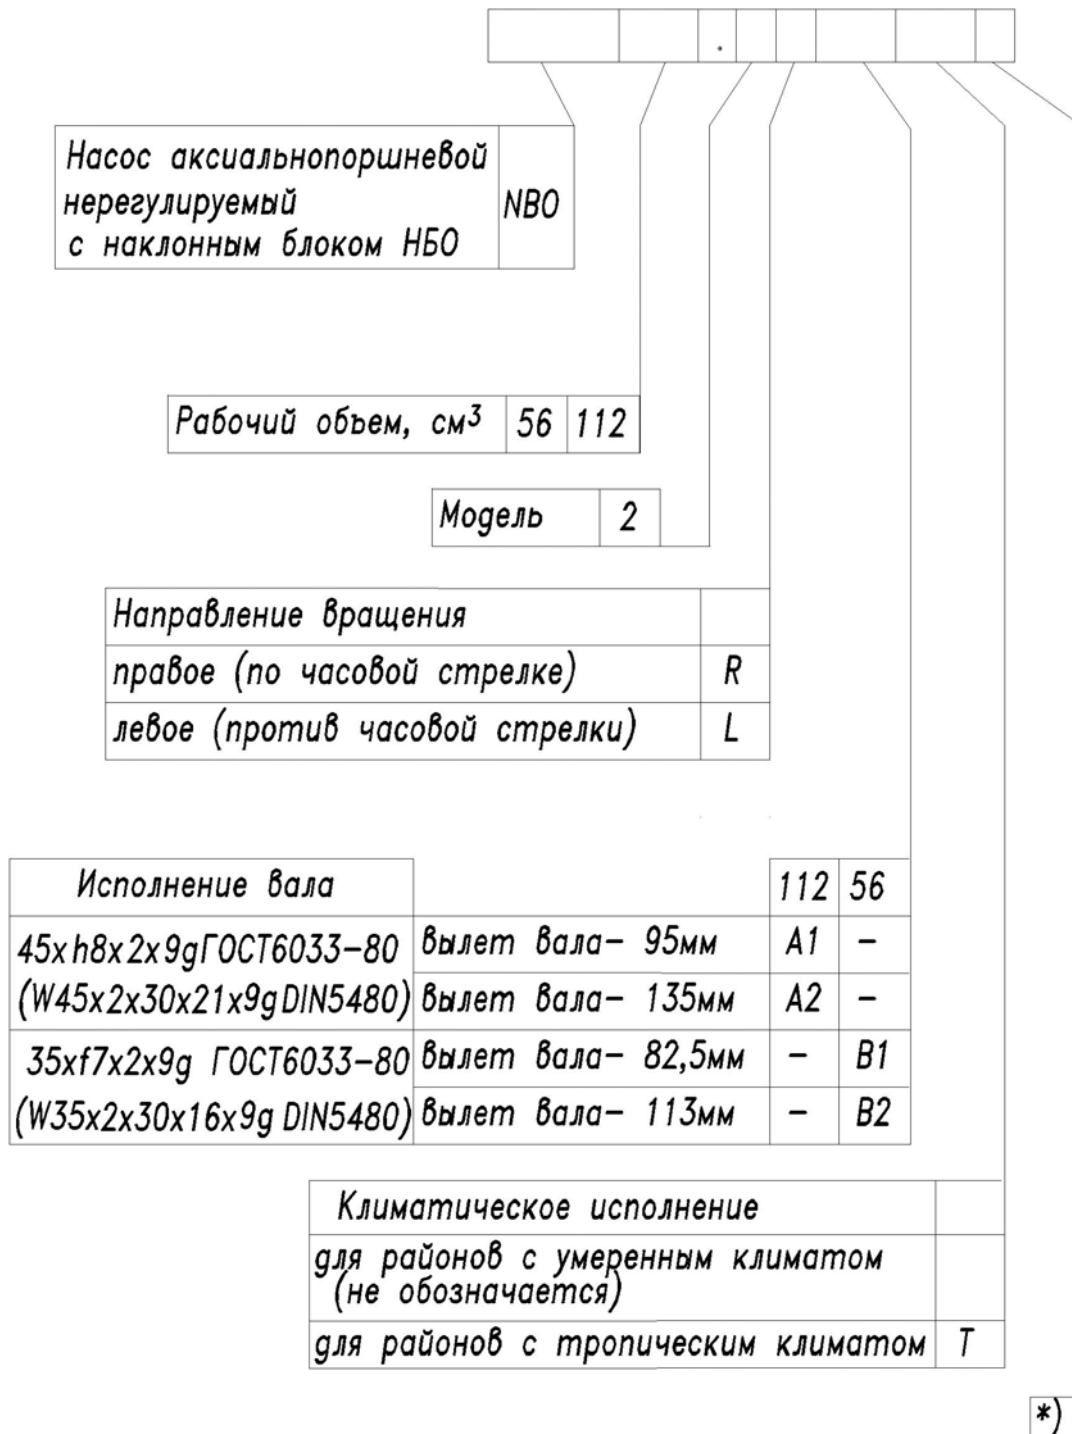 .
Насос аксиальнопоршневой
нерегулируемый NBO
с наклонным блоком НБО
Рабочий объем, см³ 56 112
Модель 2
Направление вращения
правое (по часовой стрелке) R
левое (против часовой стрелки) L
Исполнение вала 112 56
45xh8x2x9gГОСТ6033-80 вылет вала- 95мм A1 -
(W45x2x30x21x9gDIN5480) вылет вала- 135мм A2 -
35xf7x2x9g ГОСТ6033-80 вылет вала- 82,5мм - B1
(W35x2x30x16x9g DIN5480) вылет вала- 113мм - B2
Климатическое исполнение
для районов с умеренным климатом
(не обозначается)
для районов с тропическим климатом T
*)